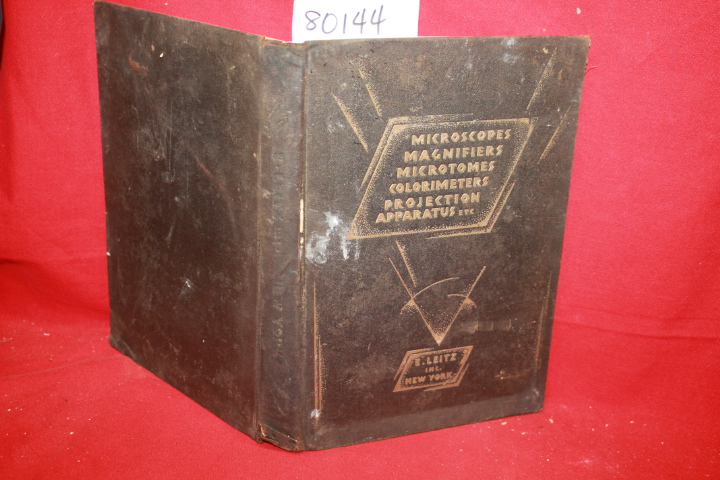 80144
MICROSCOPES
MAGNIFIERS
MICROTOMES
COLORIMETERS
PROJECTION
APPARATUS ETC
E. LEITZ
INC.
NEW YORK